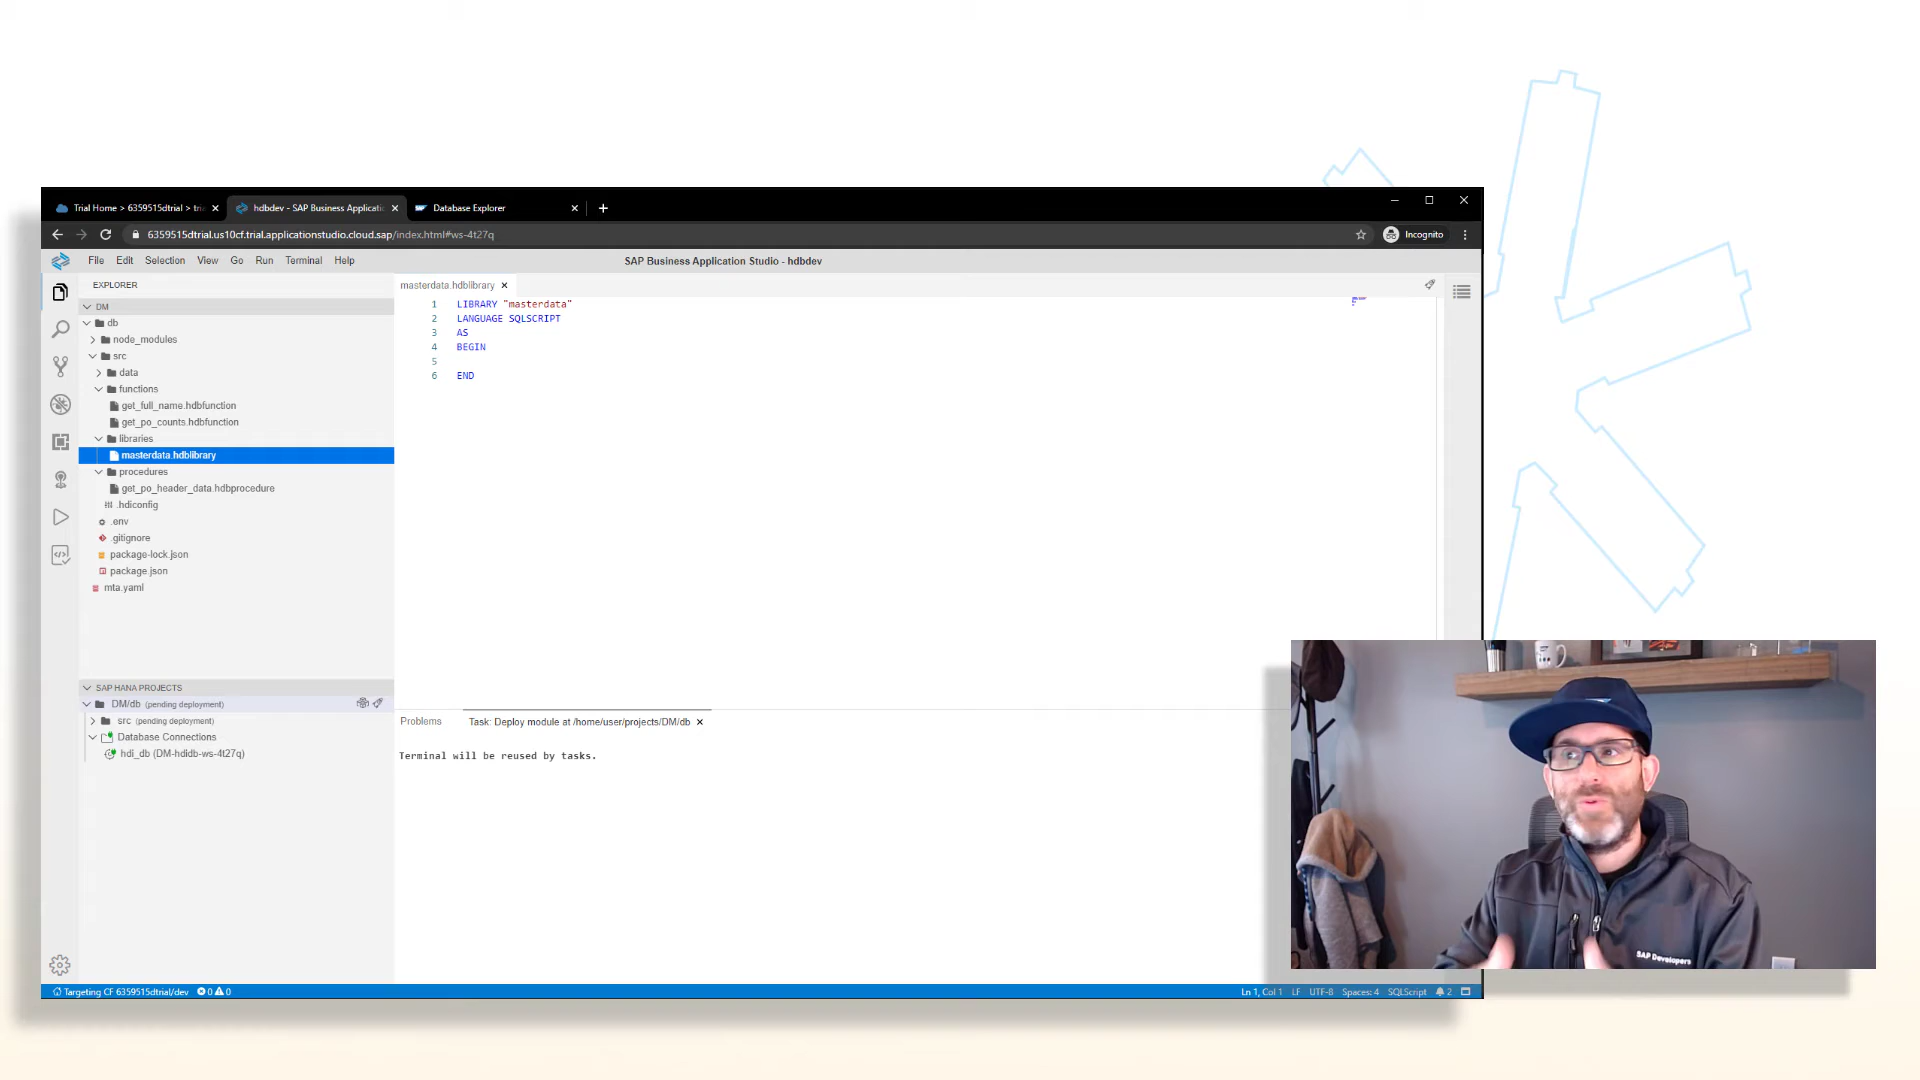 Trial Home > 6359515dtrial > tri
hdbdev - SAP Business Applicati
Database Explorer
6359515dtrial.us10cf.trial.applicationstudio.cloud.sap/index.html#ws-4t27q
Incognito
File Edit Selection View Go Run Terminal Help
SAP Business Application Studio - hdbdev
EXPLORER
DM
db
node_modules
src
data
functions
get_full_name.hdbfunction
get_po_counts.hdbfunction
libraries
masterdata.hdblibrary
procedures
get_po_header_data.hdbprocedure
.hdiconfig
.env
.gitignore
package-lock.json
package.json
mta.yaml
SAP HANA PROJECTS
DM/db (pending deployment)
src (pending deployment)
Database Connections
hdi_db (DM-hdidb-ws-4t27q)
masterdata.hdblibrary
1 LIBRARY "masterdata"
2 LANGUAGE SQLSCRIPT
3 AS
4 BEGIN
5
6 END
Problems
Task: Deploy module at /home/user/projects/DM/db
Terminal will be reused by tasks.
SAP Developers
Targeting CF 6359515dtrial/dev 0 0
Ln 1, Col 1 LF UTF-8 Spaces: 4 SQLScript 2